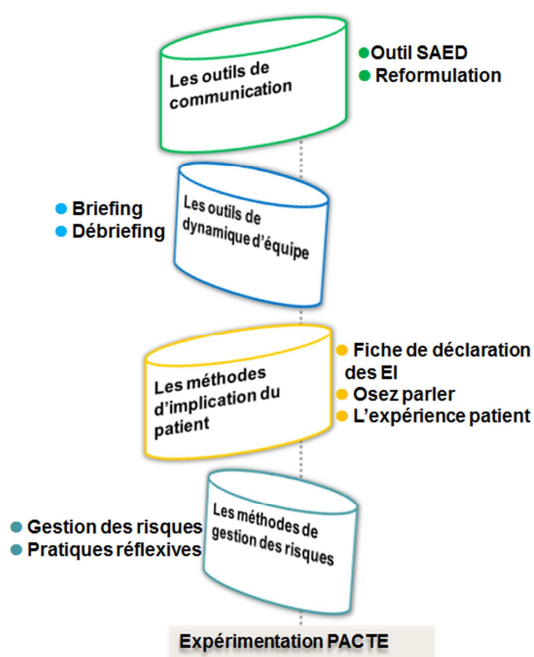 Les outils de
communication
Outil SAED
Reformulation
Briefing
Débriefing
Les outils de
dynamique d'équipe
Les méthodes
d'implication du
patient
Fiche de déclaration
des EI
Osez parler
L'expérience patient
Gestion des risques
Pratiques réflexives
Les méthodes de
gestion des risques
Expérimentation PACTE